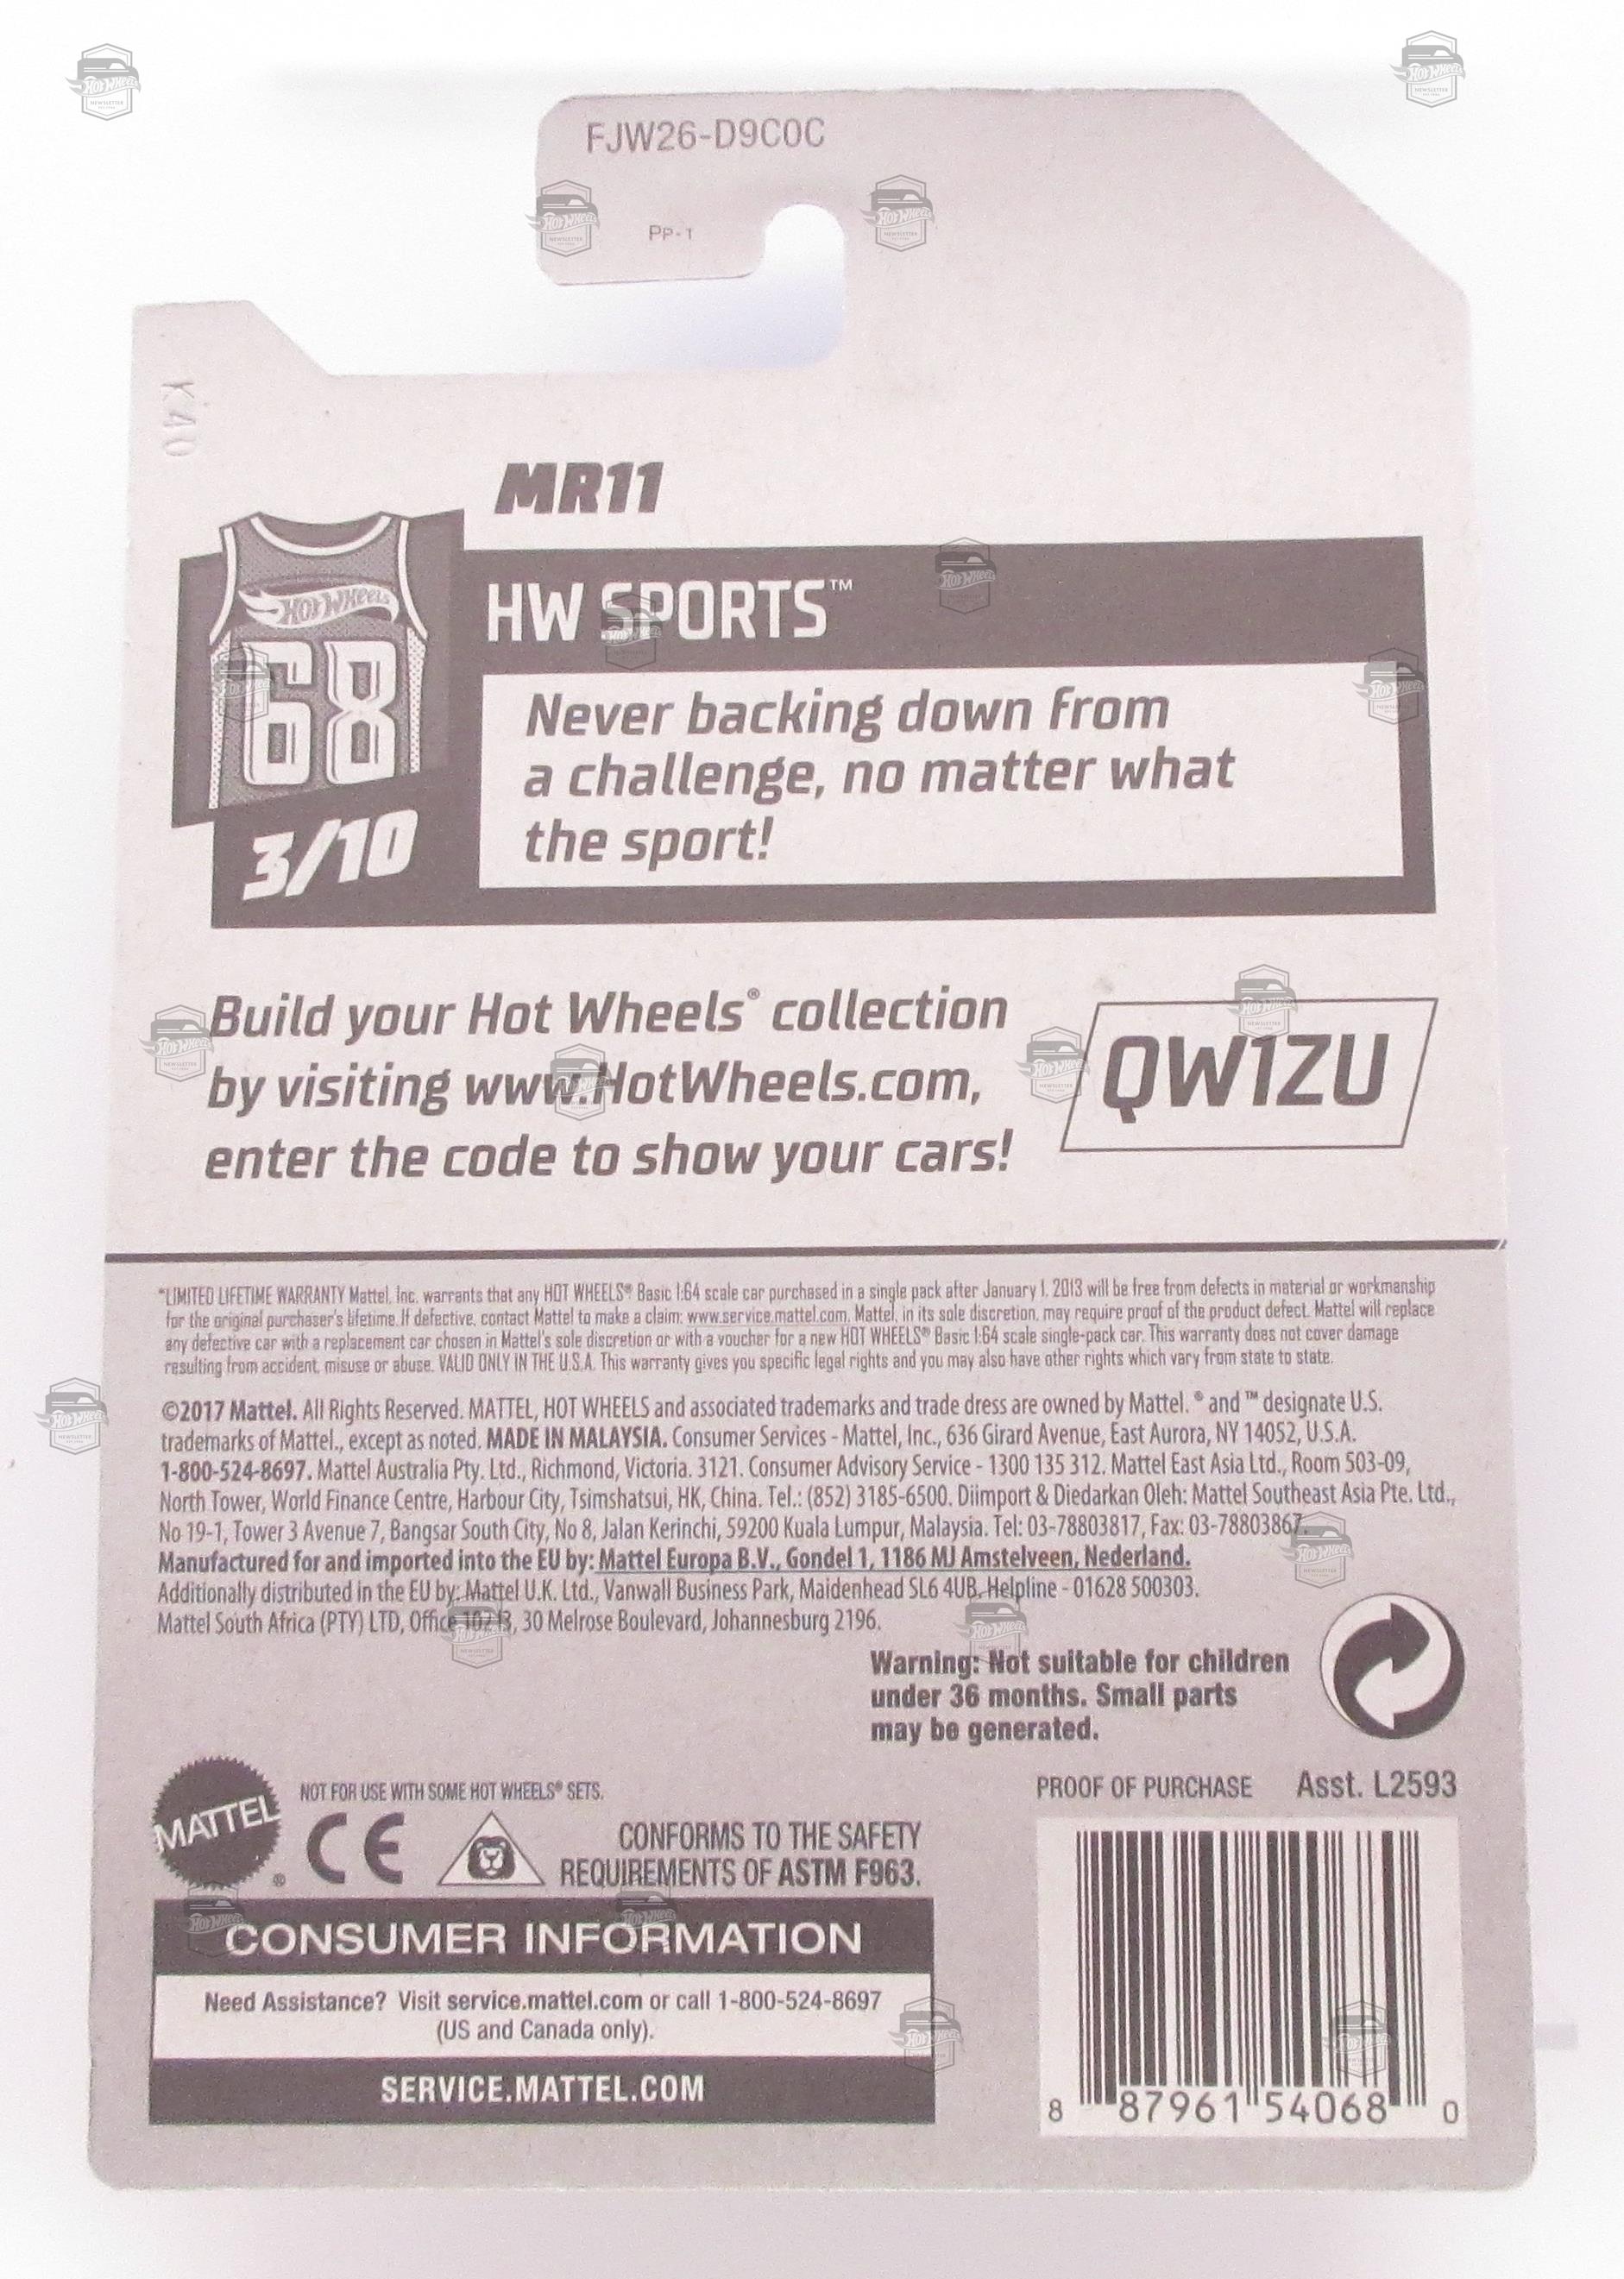 FJW26-D9C0C
PP-1
K40
MR11
HOT WHEELS
68
3/10
HW SPORTS™
Never backing down from
a challenge, no matter what
the sport!
Build your Hot Wheels® collection
by visiting www.HotWheels.com,
enter the code to show your cars!
QW1ZU
*LIMITED LIFETIME WARRANTY Mattel, Inc. warrants that any HOT WHEELS® Basic 1:64 scale car purchased in a single pack after January 1, 2013 will be free from defects in material or workmanship
for the original purchaser's lifetime. If defective, contact Mattel to make a claim: www.service.mattel.com. Mattel, in its sole discretion, may require proof of the product defect. Mattel will replace
any defective car with a replacement car chosen in Mattel's sole discretion or with a voucher for a new HOT WHEELS® Basic 1:64 scale single-pack car. This warranty does not cover damage
resulting from accident, misuse or abuse. VALID ONLY IN THE U.S.A. This warranty gives you specific legal rights and you may also have other rights which vary from state to state.
©2017 Mattel. All Rights Reserved. MATTEL, HOT WHEELS and associated trademarks and trade dress are owned by Mattel. ® and ™ designate U.S.
trademarks of Mattel., except as noted. MADE IN MALAYSIA. Consumer Services - Mattel, Inc., 636 Girard Avenue, East Aurora, NY 14052, U.S.A.
1-800-524-8697. Mattel Australia Pty. Ltd., Richmond, Victoria. 3121. Consumer Advisory Service - 1300 135 312. Mattel East Asia Ltd., Room 503-09,
North Tower, World Finance Centre, Harbour City, Tsimshatsui, HK, China. Tel.: (852) 3185-6500. Diimport & Diedarkan Oleh: Mattel Southeast Asia Pte. Ltd.,
No 19-1, Tower 3 Avenue 7, Bangsar South City, No 8, Jalan Kerinchi, 59200 Kuala Lumpur, Malaysia. Tel: 03-78803817, Fax: 03-78803867.
Manufactured for and imported into the EU by: Mattel Europa B.V., Gondel 1, 1186 MJ Amstelveen, Nederland.
Additionally distributed in the EU by: Mattel U.K. Ltd., Vanwall Business Park, Maidenhead SL6 4UB. Helpline - 01628 500303.
Mattel South Africa (PTY) LTD, Office 102 I3, 30 Melrose Boulevard, Johannesburg 2196.
Warning: Not suitable for children
under 36 months. Small parts
may be generated.
MATTEL®
NOT FOR USE WITH SOME HOT WHEELS® SETS.
CE
CONFORMS TO THE SAFETY
REQUIREMENTS OF ASTM F963.
PROOF OF PURCHASE Asst. L2593
CONSUMER INFORMATION
Need Assistance? Visit service.mattel.com or call 1-800-524-8697
(US and Canada only).
SERVICE.MATTEL.COM
8 87961 54068 0